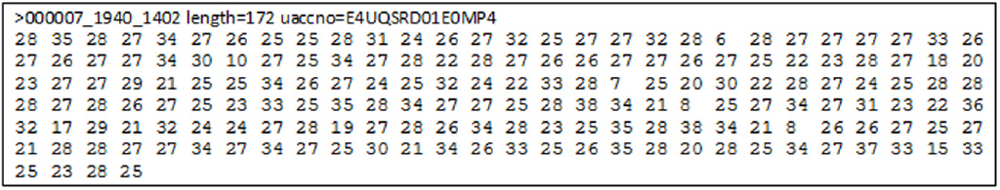 >000007_1940_1402 length=172 uaccno=E4UQSRD01E0MP4
28 35 28 27 34 27 26 25 25 28 31 24 26 27 32 25 27 27 32 28 6 28 27 27 27 27 33 26
27 26 27 27 34 30 10 27 25 34 27 28 22 28 27 26 26 27 27 26 27 25 22 23 28 27 18 20
23 27 27 29 21 25 25 34 26 27 24 25 32 24 22 33 28 7 25 20 30 22 28 27 24 25 28 28
28 27 28 26 27 25 23 33 25 35 28 34 27 27 25 28 38 34 21 8 25 27 34 27 31 23 22 36
32 17 29 21 32 24 24 27 28 19 27 28 26 34 28 23 25 35 28 38 34 21 8 26 26 27 25 27
21 28 28 27 27 34 27 34 27 25 30 21 34 26 33 25 26 35 28 20 28 25 34 27 37 33 15 33
25 23 28 25